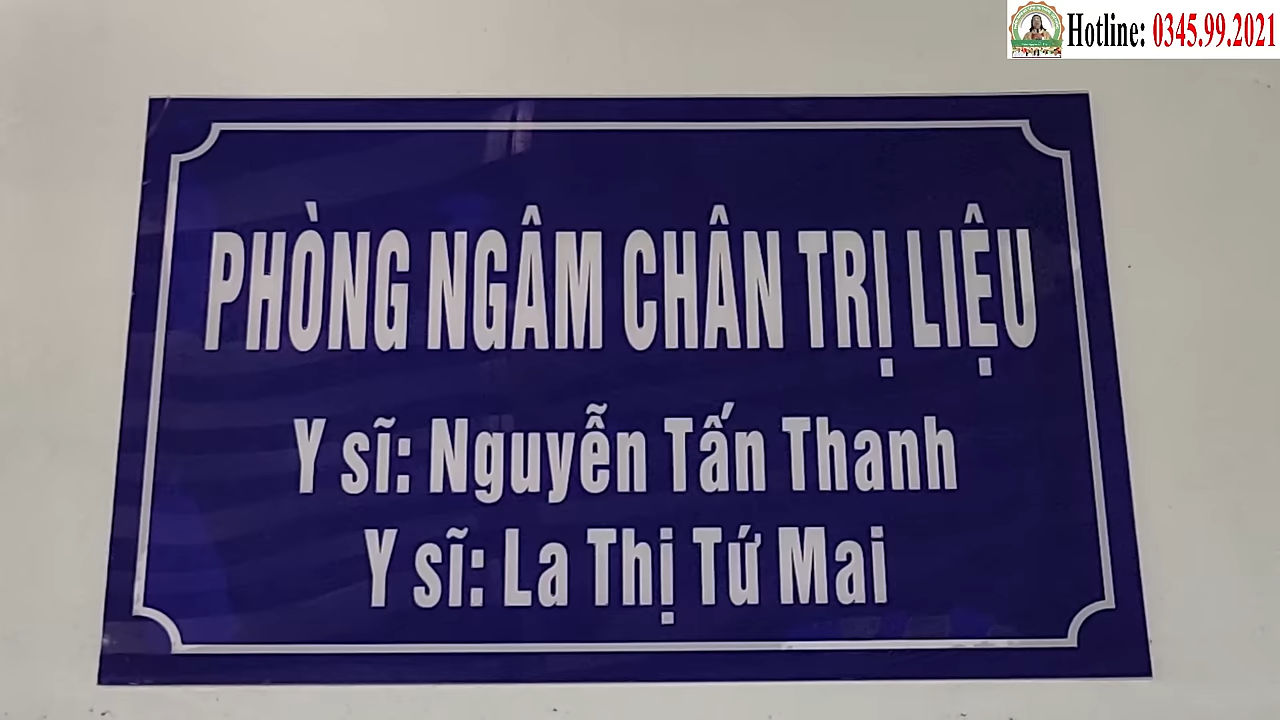 Hotline: 0345.99.2021
PHÒNG NGÂM CHÂN TRỊ LIỆU
Y sĩ: Nguyễn Tấn Thanh
Y sĩ: La Thị Tứ Mai